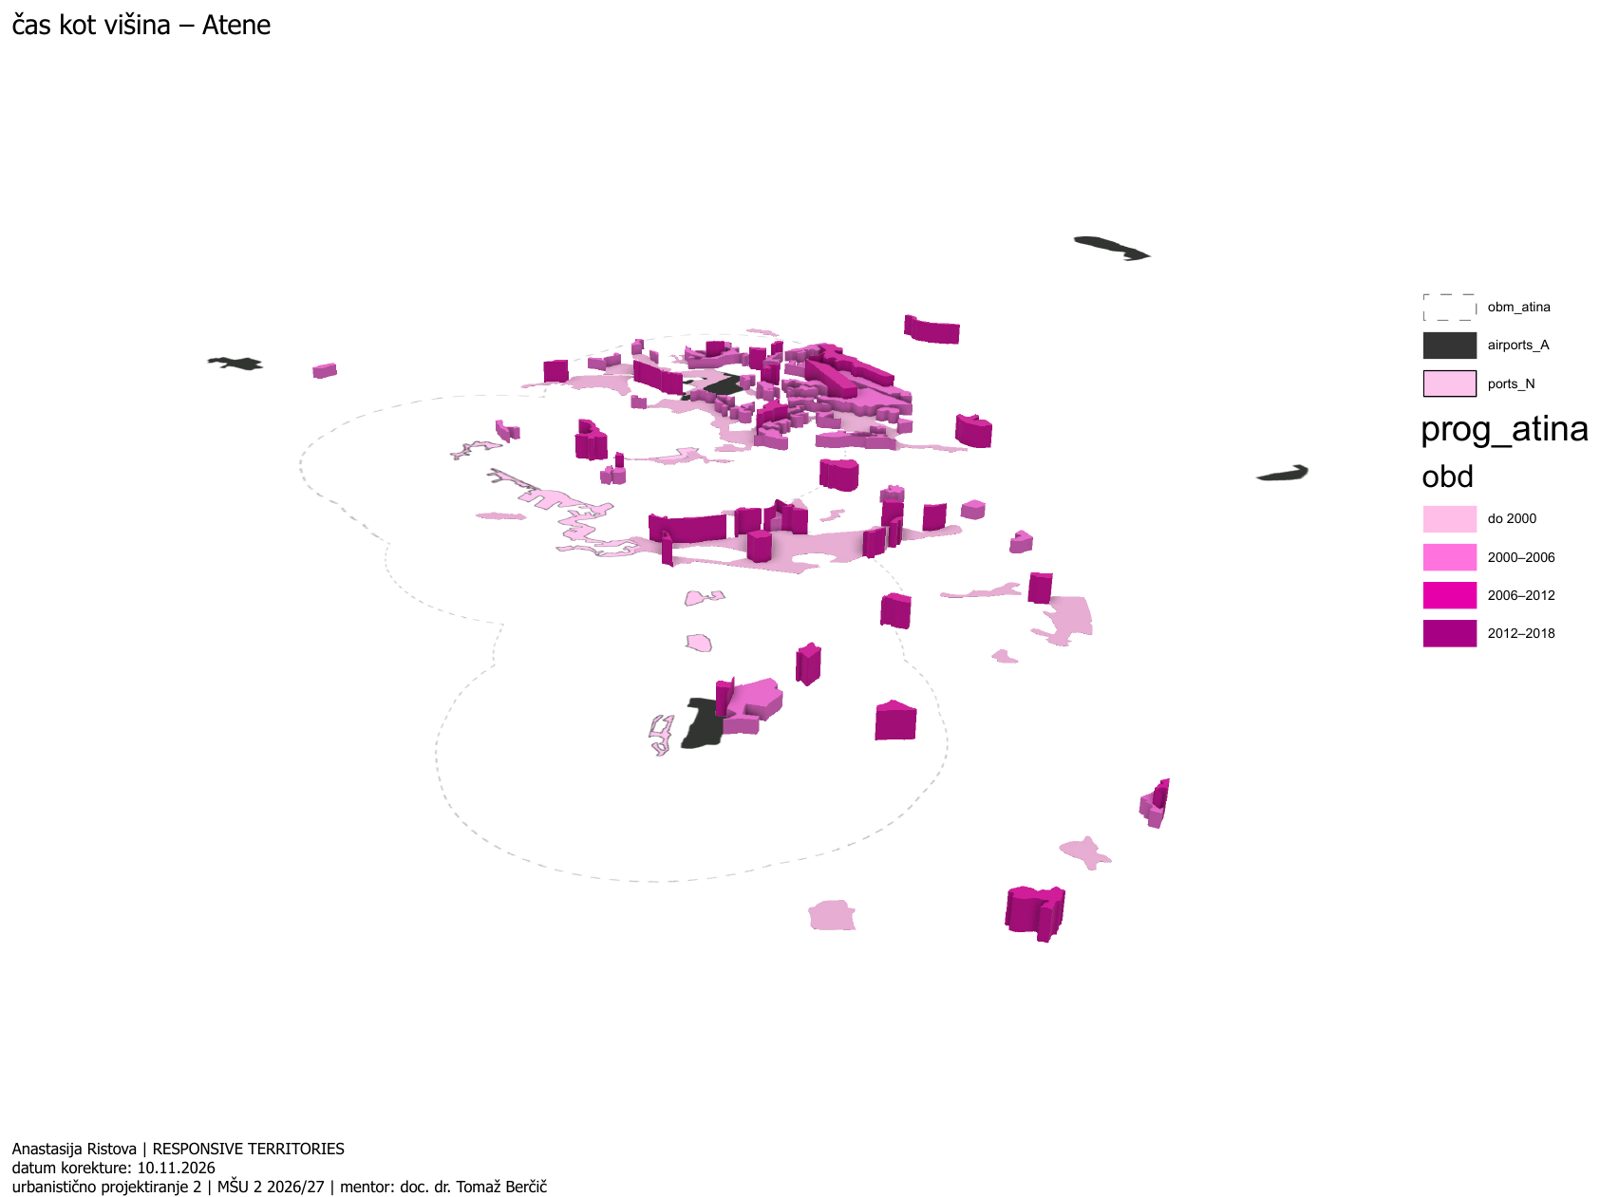 čas kot višina – Atene
obm_atina
airports_A
ports_N
prog_atina
obd
do 2000
2000–2006
2006–2012
2012–2018
Anastasija Ristova | RESPONSIVE TERRITORIES
datum korekture: 10.11.2026
urbanistično projektiranje 2 | MŠU 2 2026/27 | mentor: doc. dr. Tomaž Berčič